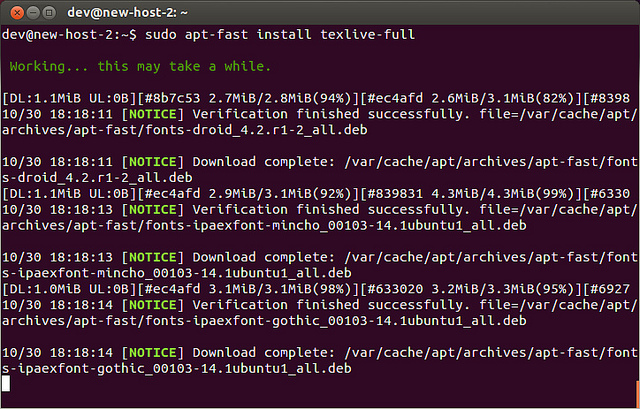 dev@new-host-2: ~
dev@new-host-2:~$ sudo apt-fast install texlive-full
Working... this may take a while.
[DL:1.1MiB UL:0B][#8b7c53 2.7MiB/2.8MiB(94%)][#ec4afd 2.6MiB/3.1MiB(82%)][#8398
10/30 18:18:11 [NOTICE] Verification finished successfully. file=/var/cache/apt/
archives/apt-fast/fonts-droid_4.2.r1-2_all.deb
10/30 18:18:11 [NOTICE] Download complete: /var/cache/apt/archives/apt-fast/font
s-droid_4.2.r1-2_all.deb
[DL:1.1MiB UL:0B][#ec4afd 2.9MiB/3.1MiB(92%)][#839831 4.3MiB/4.3MiB(99%)][#6330
10/30 18:18:13 [NOTICE] Verification finished successfully. file=/var/cache/apt/
archives/apt-fast/fonts-ipaexfont-mincho_00103-14.1ubuntu1_all.deb
10/30 18:18:13 [NOTICE] Download complete: /var/cache/apt/archives/apt-fast/font
s-ipaexfont-mincho_00103-14.1ubuntu1_all.deb
[DL:1.0MiB UL:0B][#ec4afd 3.1MiB/3.1MiB(98%)][#633020 3.2MiB/3.3MiB(95%)][#6927
10/30 18:18:14 [NOTICE] Verification finished successfully. file=/var/cache/apt/
archives/apt-fast/fonts-ipaexfont-gothic_00103-14.1ubuntu1_all.deb
10/30 18:18:14 [NOTICE] Download complete: /var/cache/apt/archives/apt-fast/font
s-ipaexfont-gothic_00103-14.1ubuntu1_all.deb